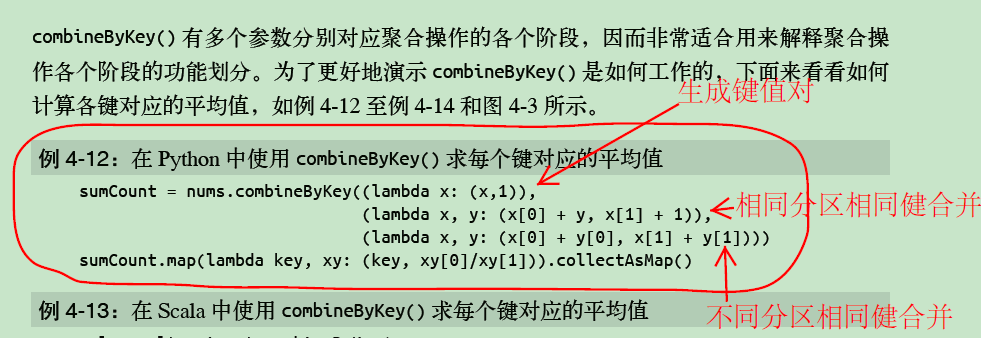 combineByKey() 有多个参数分别对应聚合操作的各个阶段，因而非常适合用来解释聚合操
作各个阶段的功能划分。为了更好地演示 combineByKey() 是如何工作的，下面来看看如何
计算各键对应的平均值，如例 4-12 至例 4-14 和图 4-3 所示。
生成键值对
例 4-12：在 Python 中使用 combineByKey() 求每个键对应的平均值
sumCount = nums.combineByKey((lambda x: (x,1)),
(lambda x, y: (x[0] + y, x[1] + 1)),
相同分区相同健合并
(lambda x, y: (x[0] + y[0], x[1] + y[1])))
sumCount.map(lambda key, xy: (key, xy[0]/xy[1])).collectAsMap()
例 4-13：在 Scala 中使用 combineByKey() 求每个键对应的平均值
不同分区相同健合并